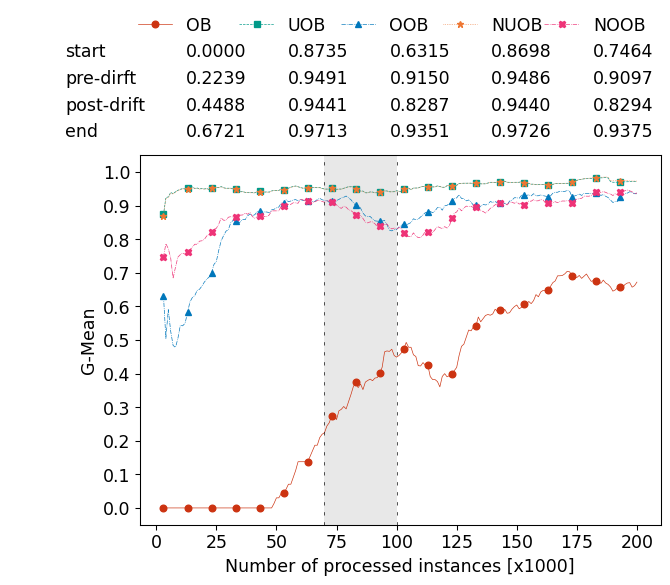 OB UOB OOB NUOB NOOB
start 0.0000 0.8735 0.6315 0.8698 0.7464
pre-dirft 0.2239 0.9491 0.9150 0.9486 0.9097
post-drift 0.4488 0.9441 0.8287 0.9440 0.8294
end 0.6721 0.9713 0.9351 0.9726 0.9375
1.0
0.9
0.8
0.7
0.6
0.5
0.4
0.3
0.2
0.1
0.0
G-Mean
0 25 50 75 100 125 150 175 200
Number of processed instances [x1000]